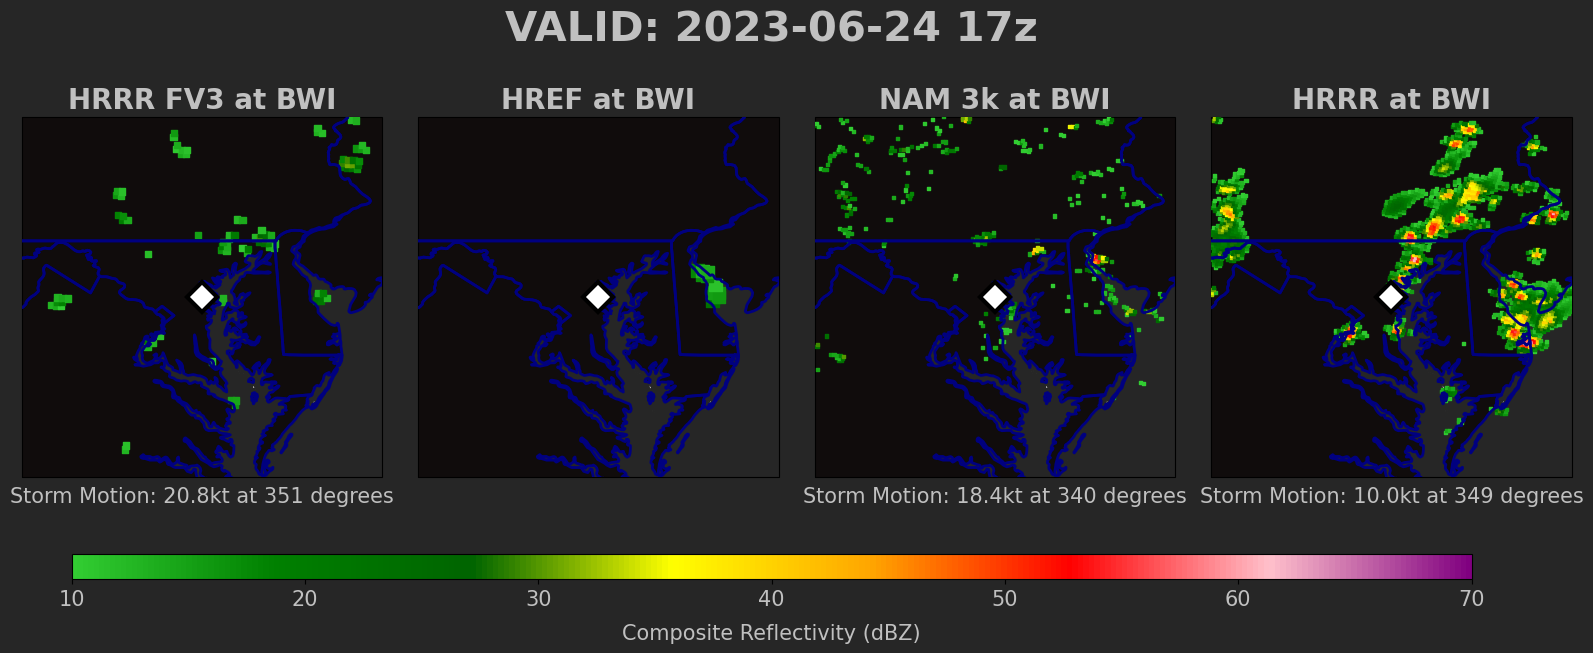 VALID: 2023-06-24 17z
HRRR FV3 at BWI
HREF at BWI
NAM 3k at BWI
HRRR at BWI
Storm Motion: 20.8kt at 351 degrees
Storm Motion: 18.4kt at 340 degrees
Storm Motion: 10.0kt at 349 degrees
10 20 30 40 50 60 70
Composite Reflectivity (dBZ)